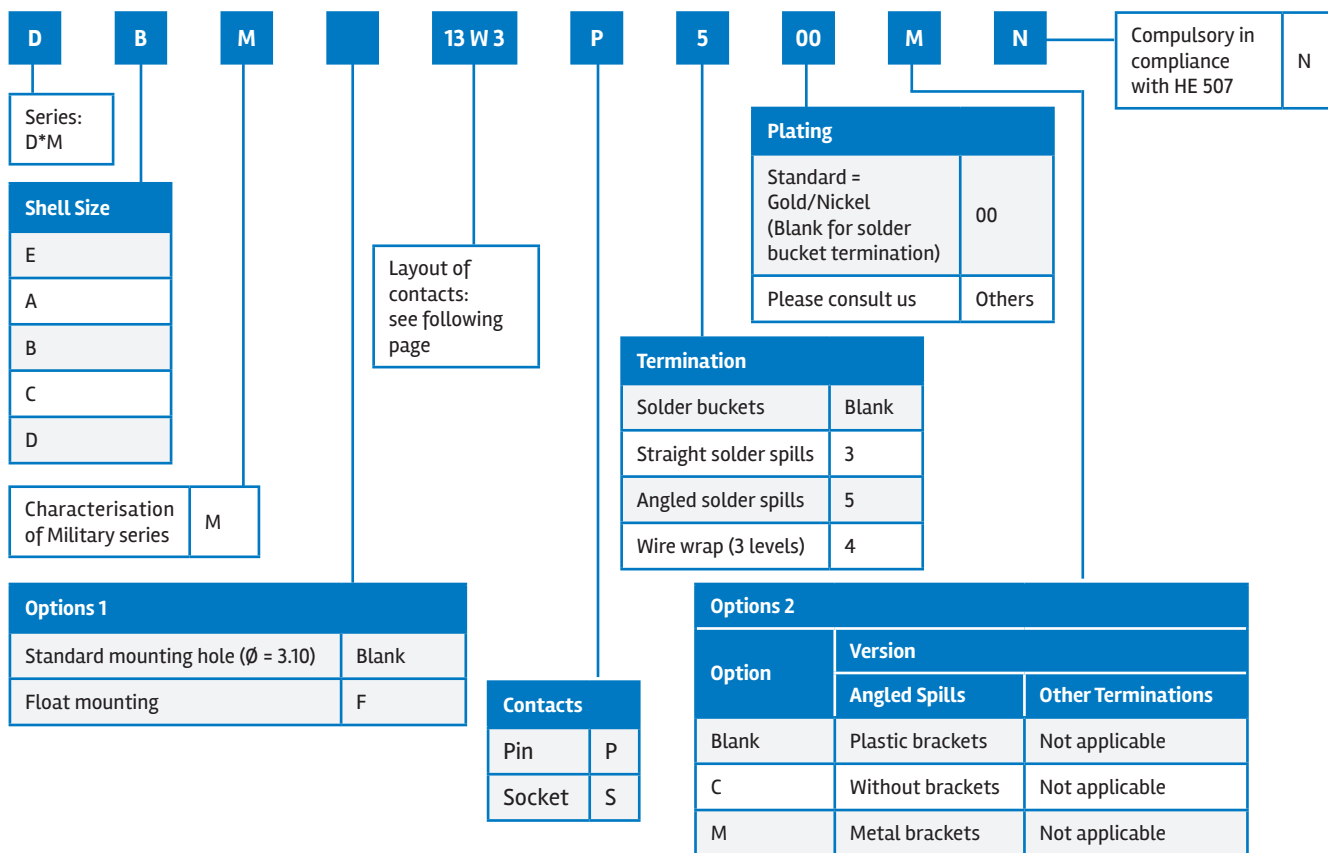 D B M 13 W 3 P 5 00 M N
Compulsory in
compliance
with HE 507
N
Series:
D*M
Shell Size
E
A
B
C
D
Characterisation
of Military series
M
Layout of
contacts:
see following
page
Plating
Standard =
Gold/Nickel
(Blank for solder
bucket termination)
00
Please consult us Others
Termination
Solder buckets Blank
Straight solder spills 3
Angled solder spills 5
Wire wrap (3 levels) 4
Options 1
Standard mounting hole (Ø = 3.10) Blank
Float mounting F
Contacts
Pin P
Socket S
Options 2
Option
Version
Angled Spills Other Terminations
Blank Plastic brackets Not applicable
C Without brackets Not applicable
M Metal brackets Not applicable